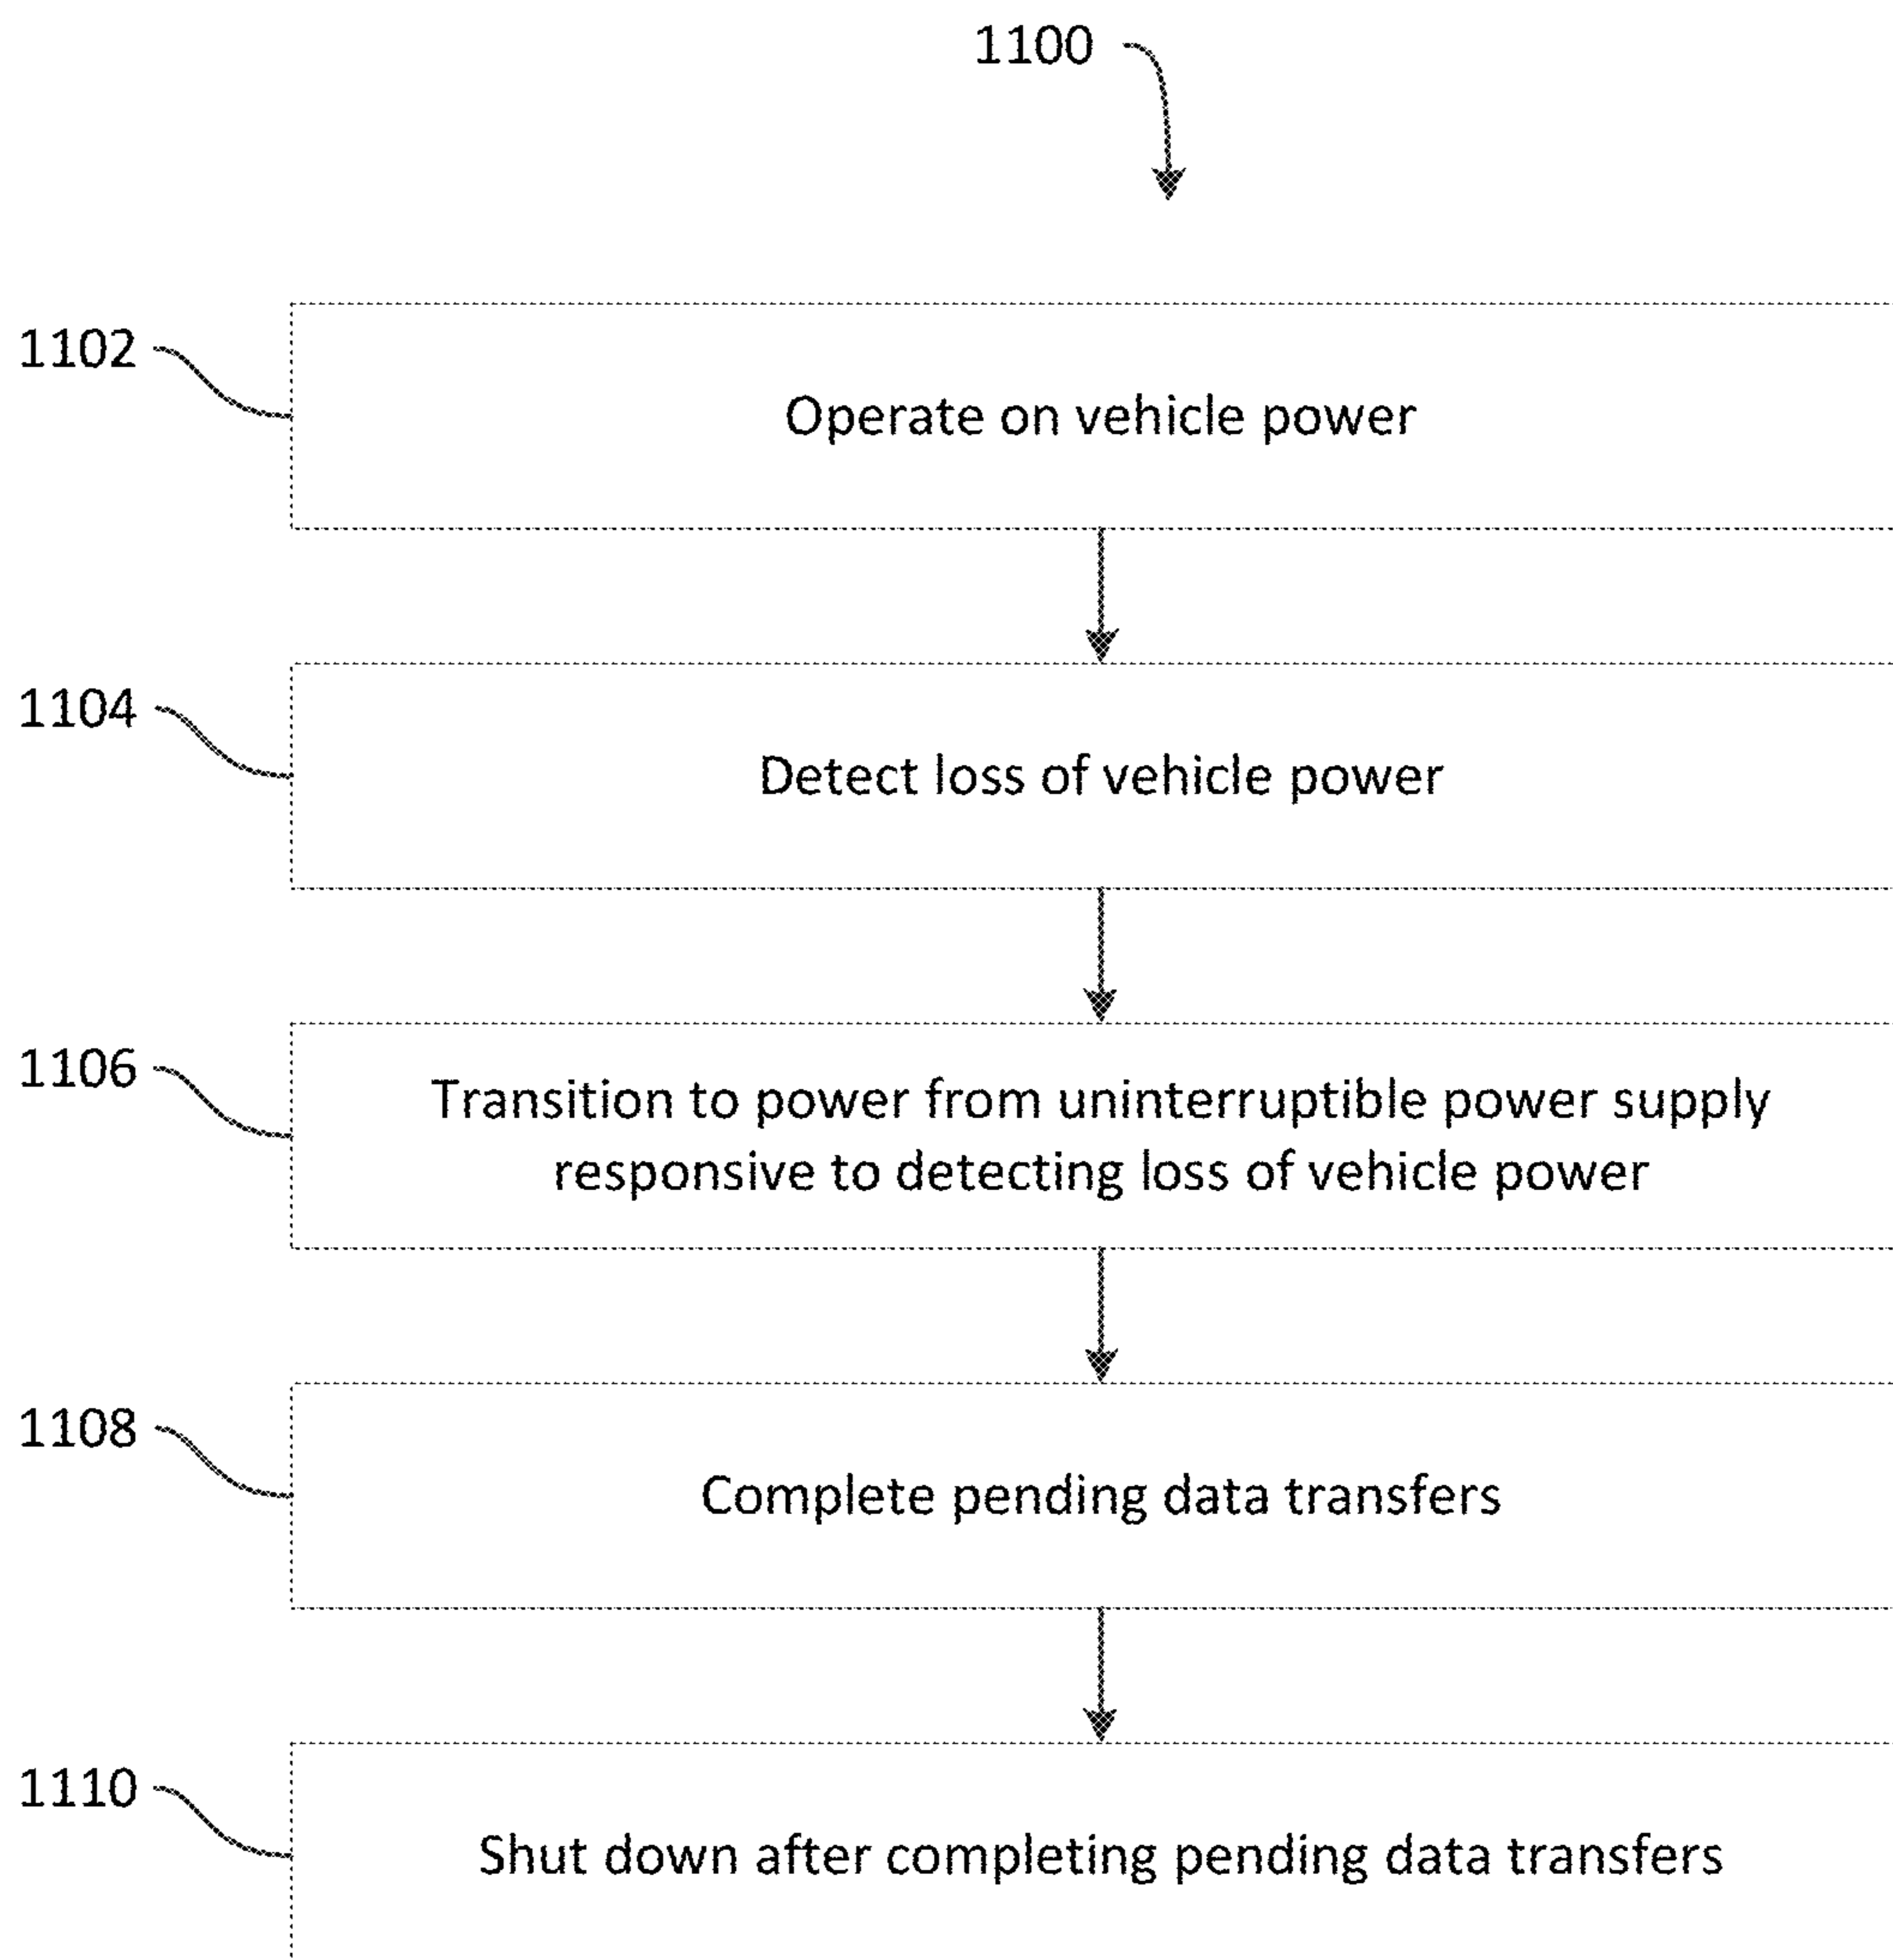 1100
1102
Operate on vehicle power
1104
Detect loss of vehicle power
1106
Transition to power from uninterruptible power supply
responsive to detecting loss of vehicle power
1108
Complete pending data transfers
1110
Shut down after completing pending data transfers